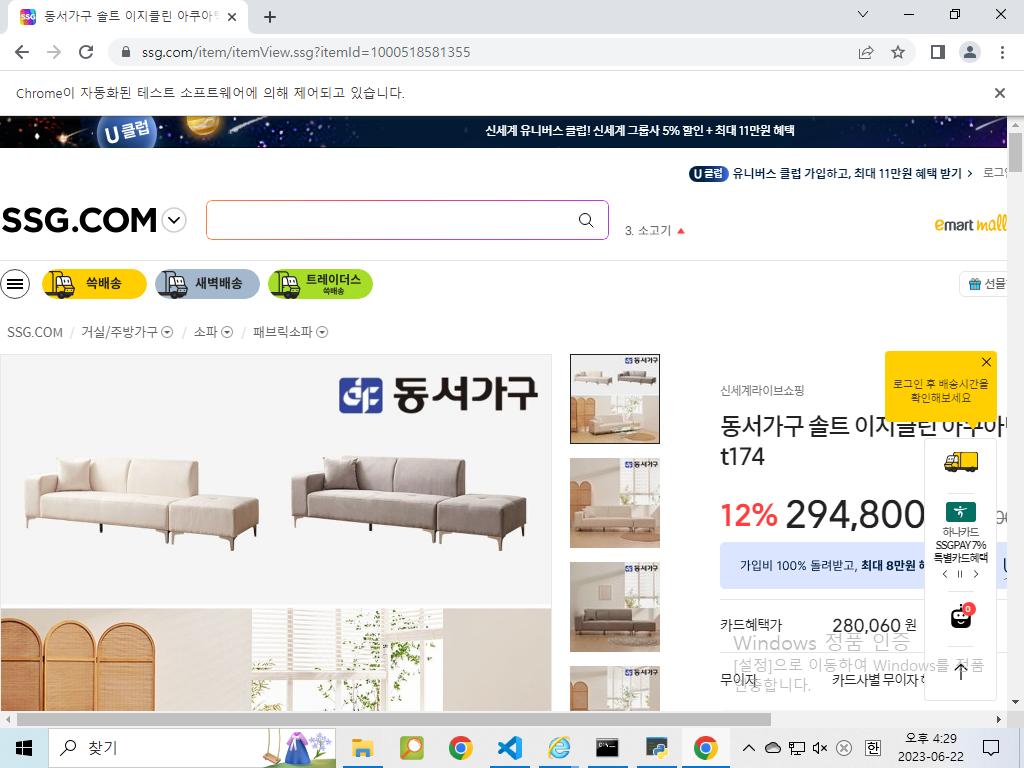 동서가구 솔트 이지클린 아쿠아텍
ssg.com/item/itemView.ssg?itemId=1000518581355
Chrome이 자동화된 테스트 소프트웨어에 의해 제어되고 있습니다.
U 클럽
신세계 유니버스 클럽! 신세계 그룹사 5% 할인 + 최대 11만원 혜택
U 클럽 유니버스 클럽 가입하고, 최대 11만원 혜택 받기 >
SSG.COM
3. 소고기
emart mall
쓱배송
새벽배송
트레이더스
쓱배송
선물
SSG.COM / 거실/주방가구 / 소파 / 패브릭소파
동서가구
동서가구
동서가구
동서가구
동서가구
로그인 후 배송시간을
확인해보세요
신세계라이브쇼핑
동서가구 솔트 이지클린 아쿠아
t174
12% 294,800
하나카드
SSGPAY 7%
특별카드혜택
가입비 100% 돌려받고, 최대 8만원
0
카드혜택가 280,060 원
무이자 카드사별 무이자
Windows 정품 인증
[설정]으로 이동하여 Windows를 정품
인증합니다.
찾기
한
오후 4:29
2023-06-22